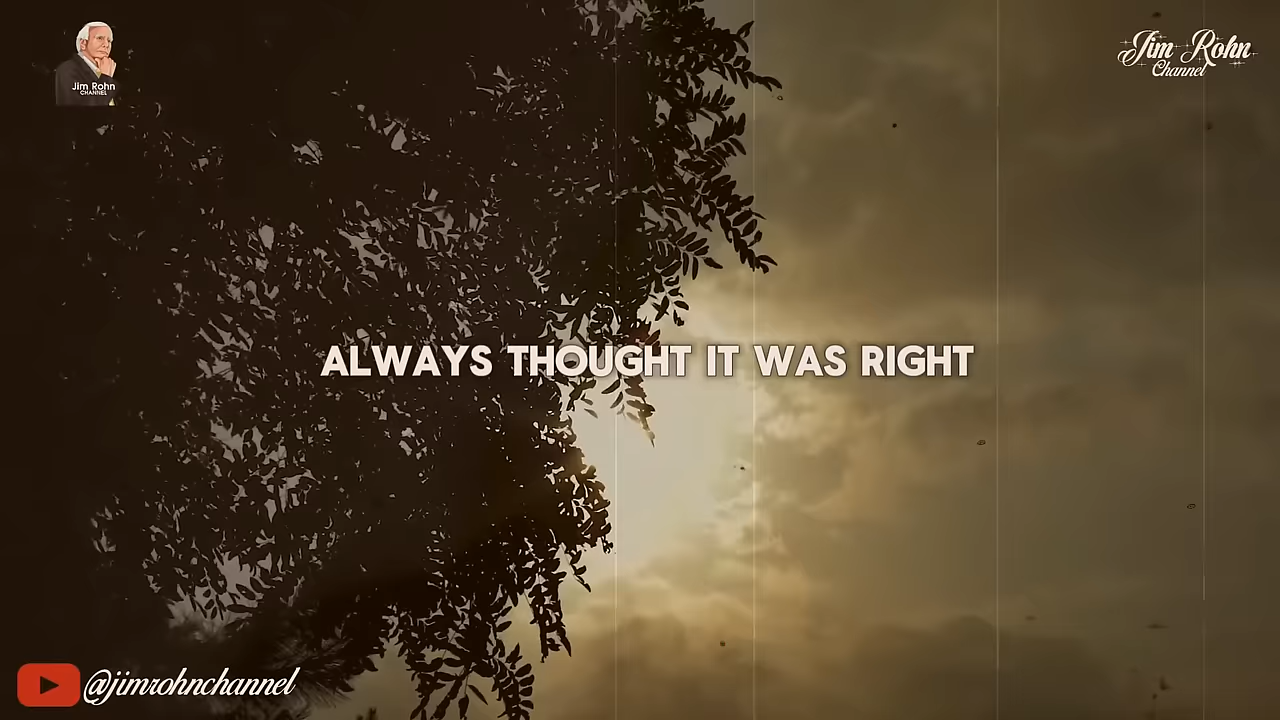 Jim Rohn
CHANNEL
Jim Rohn
Channel
ALWAYS THOUGHT IT WAS RIGHT
@jimrohnchannel